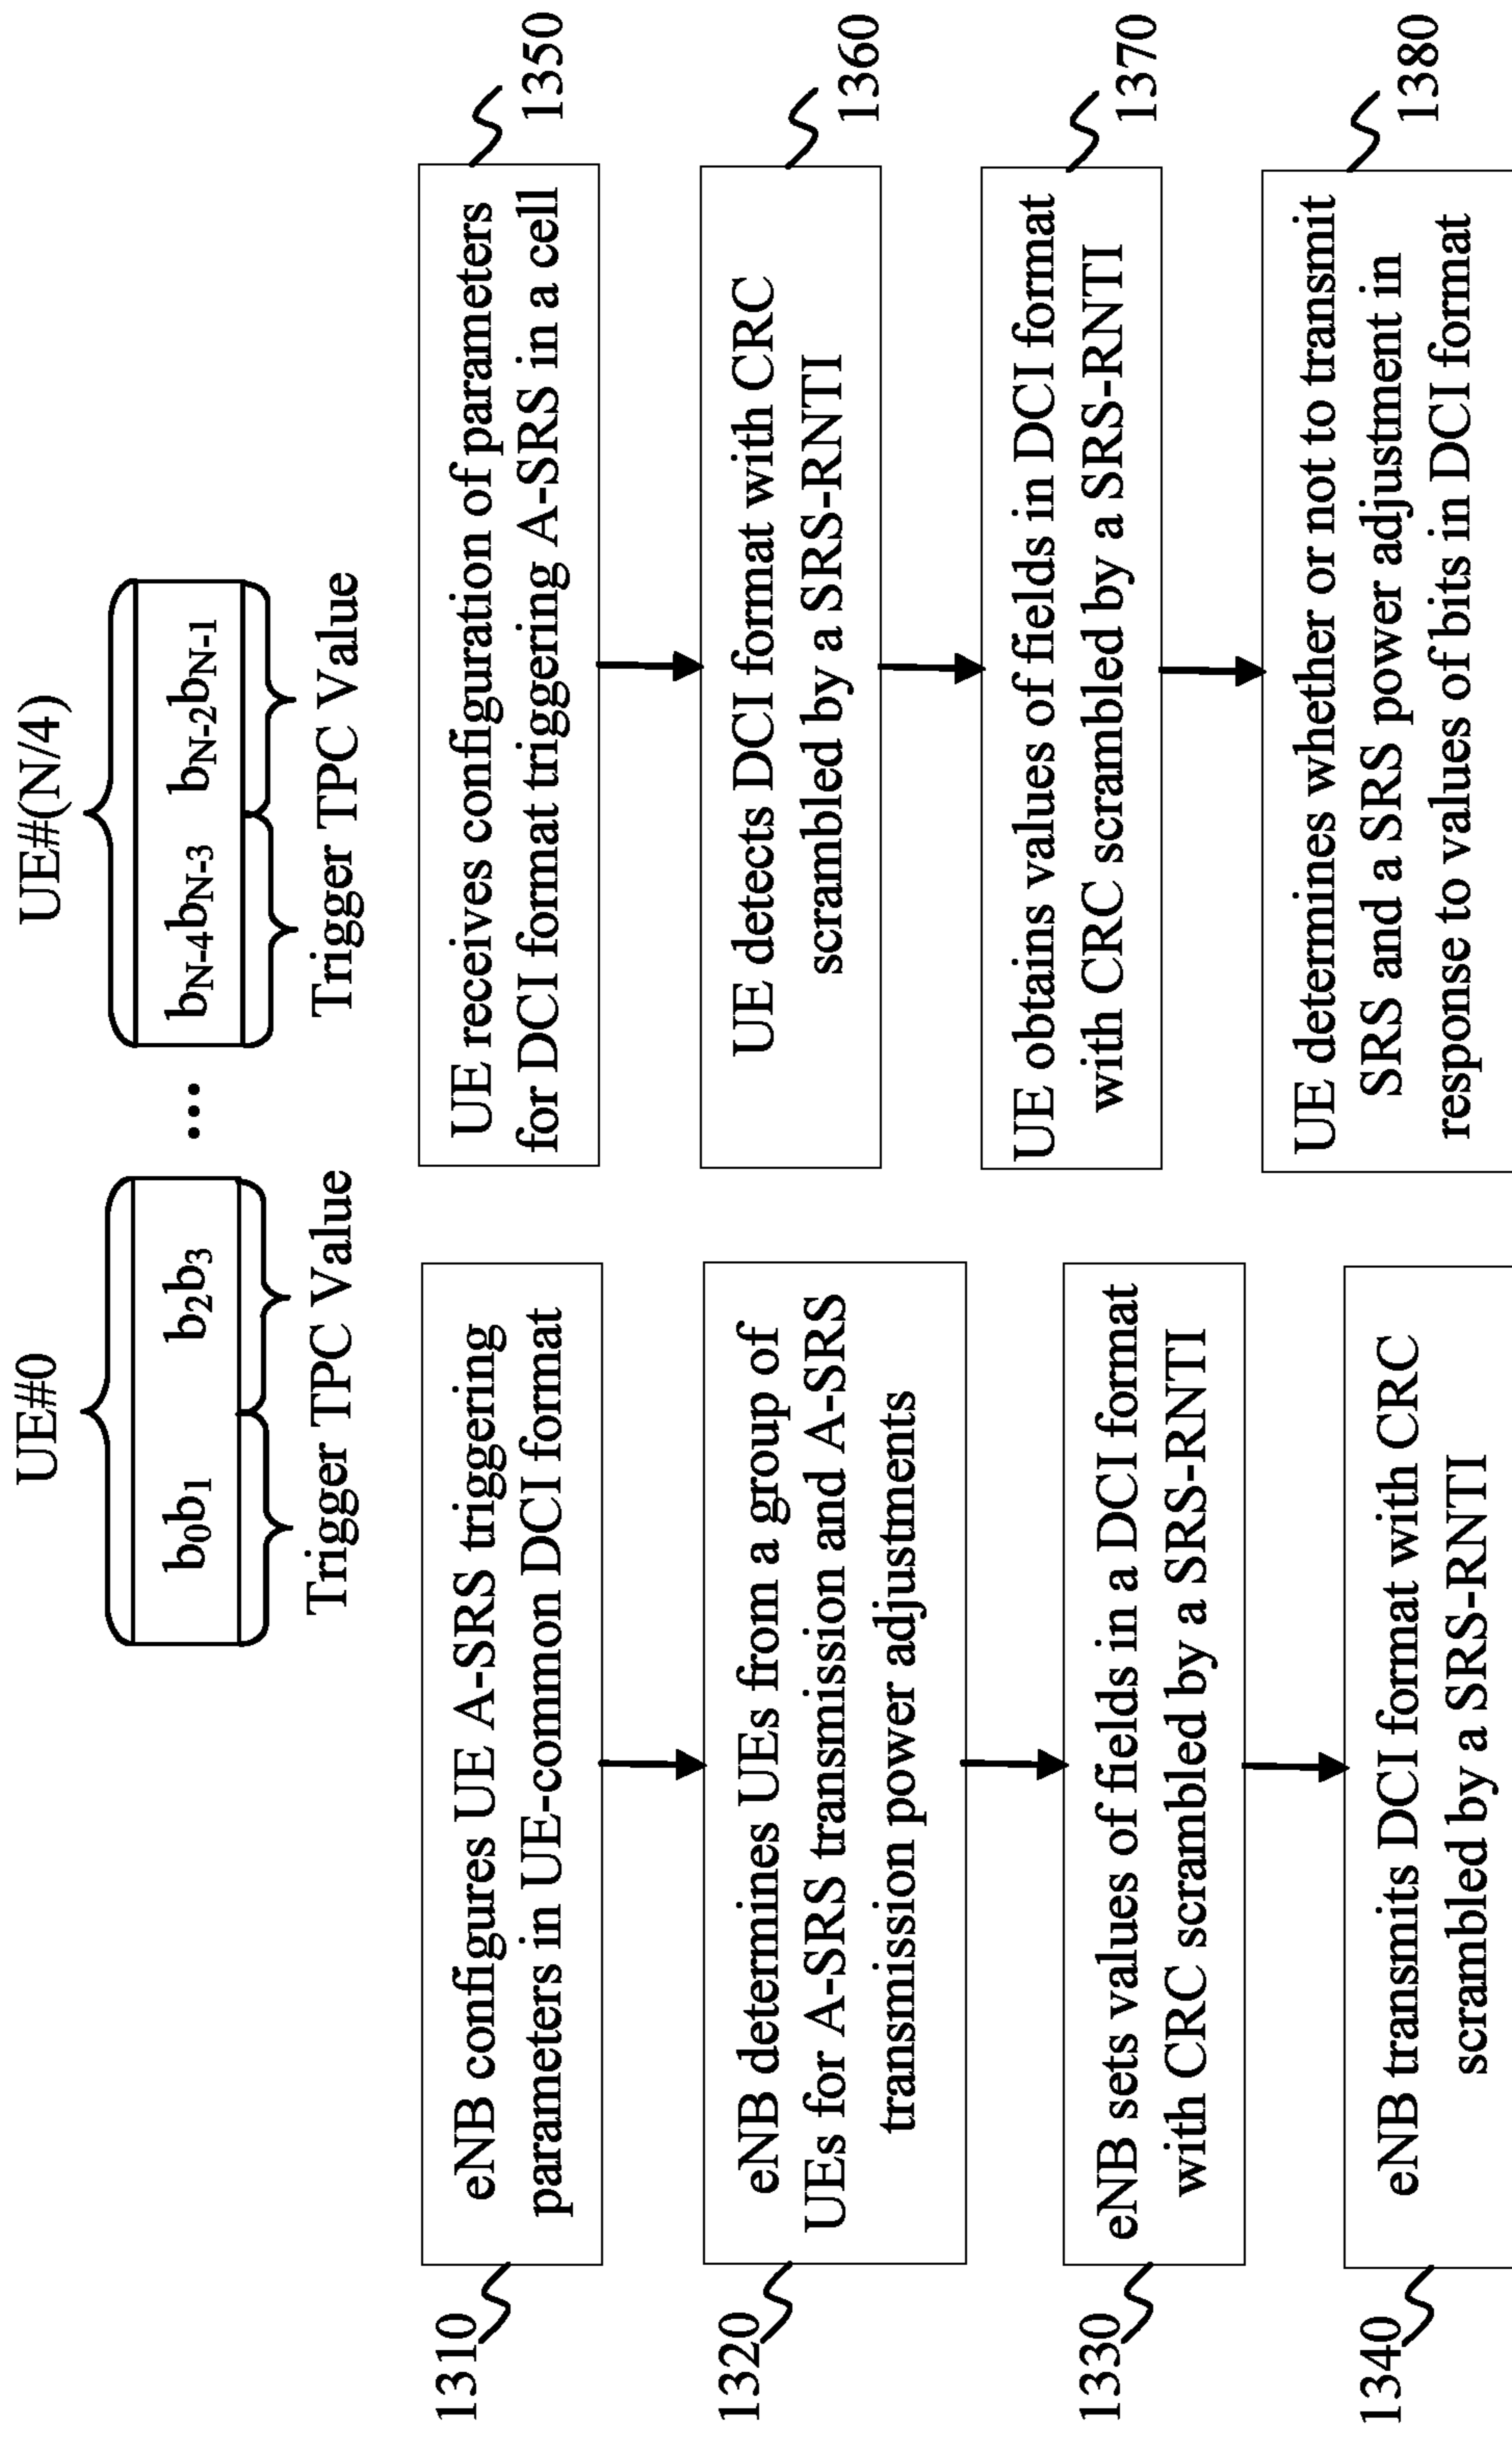 UE#0
UE#(N/4)
b0b1 b2b3 ... bN-4bN-3 bN-2bN-1
Trigger TPC Value
Trigger TPC Value
1310
eNB configures UE A-SRS triggering
parameters in UE-common DCI format
1320
eNB determines UEs from a group of
UEs for A-SRS transmission and A-SRS
transmission power adjustments
1330
eNB sets values of fields in a DCI format
with CRC scrambled by a SRS-RNTI
1340
eNB transmits DCI format with CRC
scrambled by a SRS-RNTI
UE receives configuration of parameters
for DCI format triggering A-SRS in a cell
1350
UE detects DCI format with CRC
scrambled by a SRS-RNTI
1360
UE obtains values of fields in DCI format
with CRC scrambled by a SRS-RNTI
1370
UE determines whether or not to transmit
SRS and a SRS power adjustment in
response to values of bits in DCI format
1380